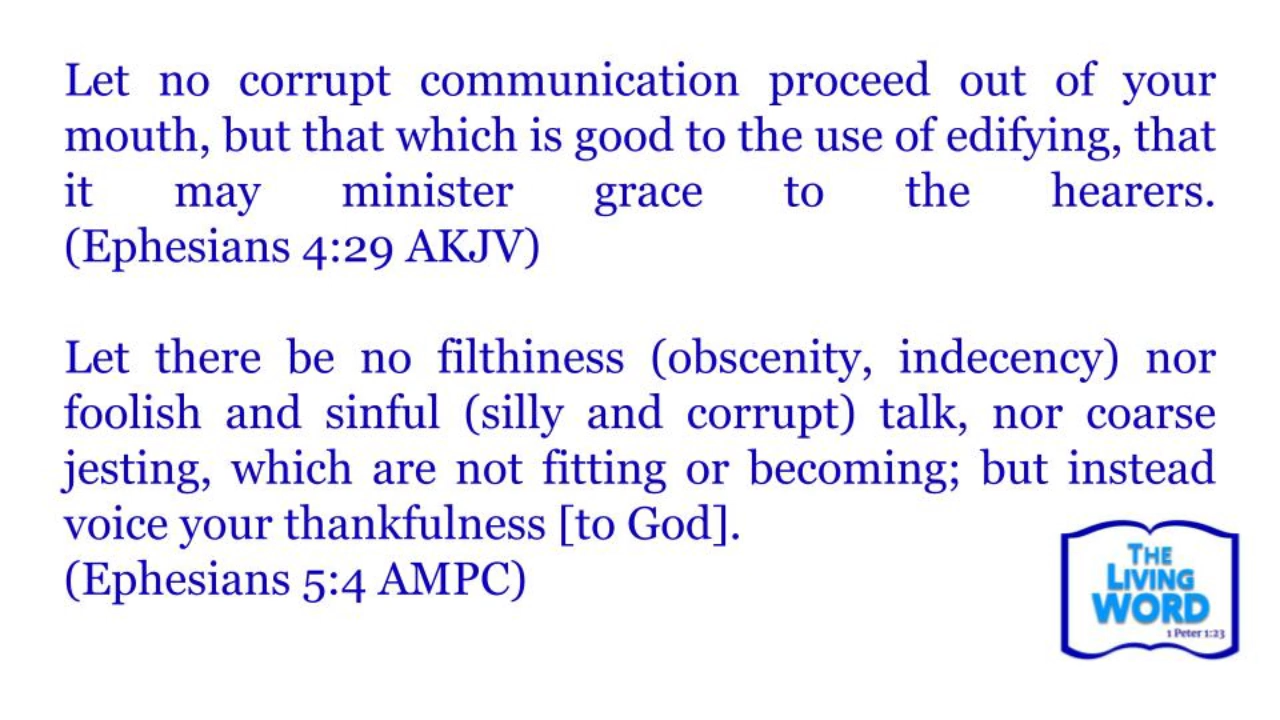 Let no corrupt communication proceed out of your
mouth, but that which is good to the use of edifying, that
it may minister grace to the hearers.
(Ephesians 4:29 AKJV)
Let there be no filthiness (obscenity, indecency) nor
foolish and sinful (silly and corrupt) talk, nor coarse
jesting, which are not fitting or becoming; but instead
voice your thankfulness [to God].
(Ephesians 5:4 AMPC)
THE
LIVING
WORD
1 Peter 1:23